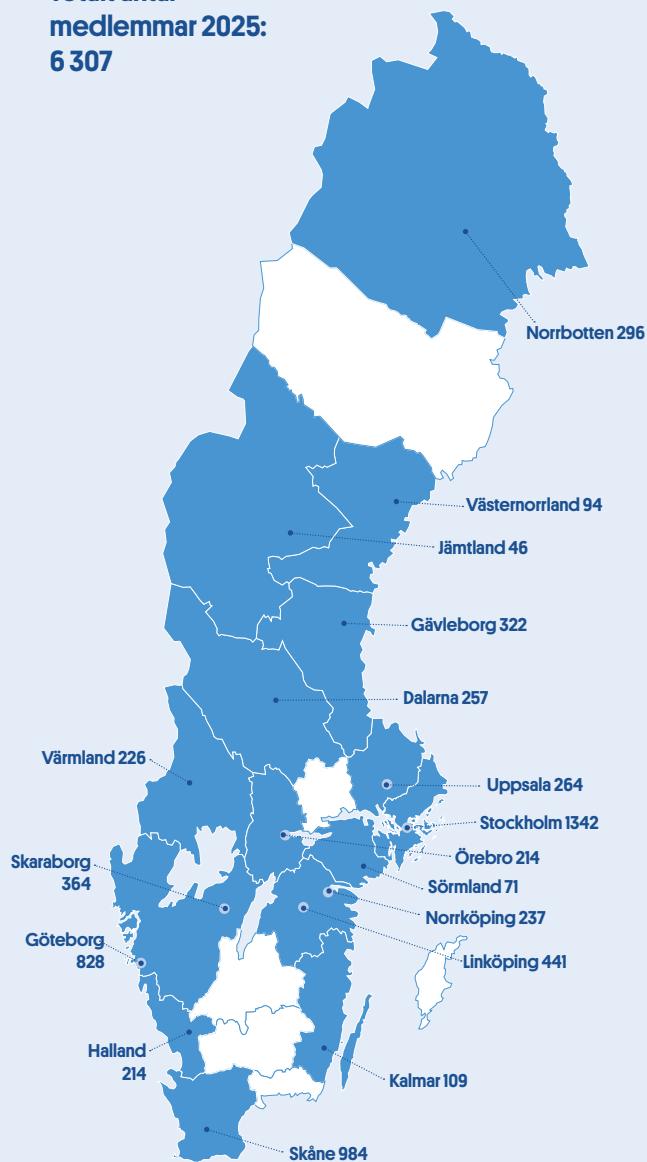 medlemmar 2025:
6 307
Norrbotten 296
Västernorrland 94
Jämtland 46
Gävleborg 322
Dalarna 257
Värmland 226
Uppsala 264
Stockholm 1342
Örebro 214
Skaraborg
364
Sörmland 71
Norrköping 237
Göteborg
828
Linköping 441
Halland
214
Kalmar 109
Skåne 984